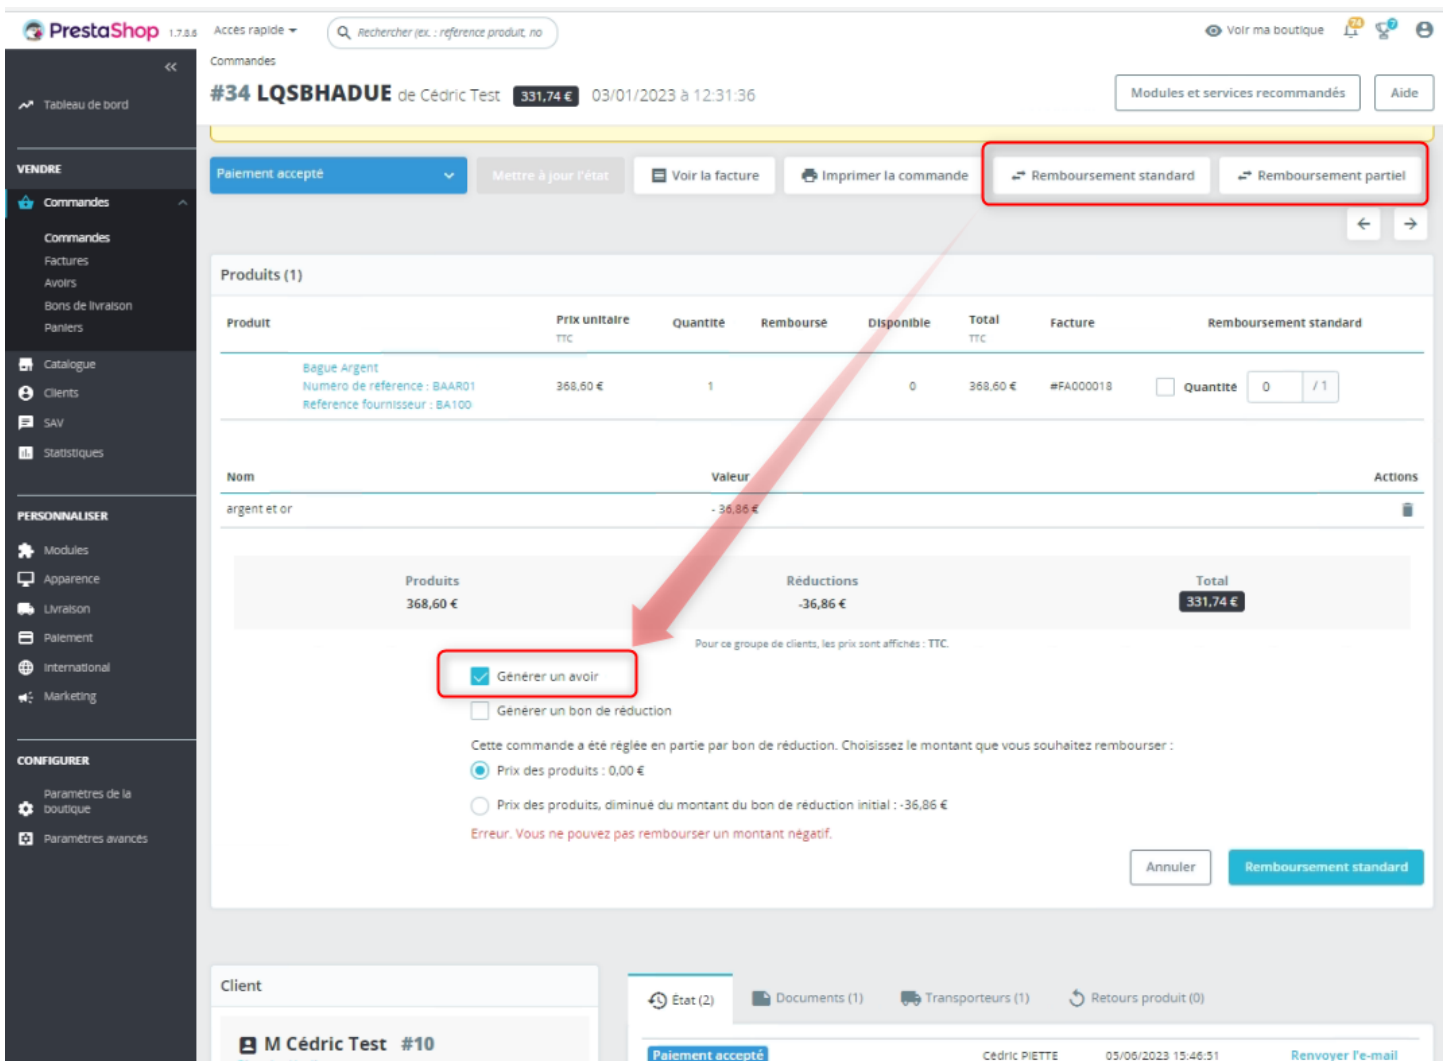 PrestaShop 1.7.8.6 Accès rapide Rechercher (ex. : référence produit, no Voir ma boutique 74 7
Commandes
#34 LQSBHADUE de Cédric Test 331,74 € 03/01/2023 à 12:31:36 Modules et services recommandés Aide
Tableau de bord
VENDRE
Commandes
Commandes
Factures
Avoirs
Bons de livraison
Paniers
Catalogue
Clients
SAV
Statistiques
PERSONNALISER
Modules
Apparence
Livraison
Paiement
International
Marketing
CONFIGURER
Paramètres de la
boutique
Paramètres avancés
Paiement accepté Mettre à jour l'état Voir la facture Imprimer la commande Remboursement standard Remboursement partiel
Produits (1)
Produit Prix unitaire Quantité Remboursé Disponible Total Facture Remboursement standard
TTC TTC
Bague Argent
Numéro de référence : BAAR01 368,60 € 1 0 368,60 € #FA000018 Quantité 0 / 1
Référence fournisseur : BA100
Nom Valeur Actions
argent et or - 36,86 €
Produits Réductions Total
368,60 € -36,86 € 331,74 €
Pour ce groupe de clients, les prix sont affichés : TTC.
Générer un avoir
Générer un bon de réduction
Cette commande a été réglée en partie par bon de réduction. Choisissez le montant que vous souhaitez rembourser :
Prix des produits : 0,00 €
Prix des produits, diminué du montant du bon de réduction initial : -36,86 €
Erreur. Vous ne pouvez pas rembourser un montant négatif.
Annuler Remboursement standard
Client
État (2) Documents (1) Transporteurs (1) Retours produit (0)
M Cédric Test #10
Paiement accepté Cédric PIETTE 05/06/2023 15:46:51 Renvoyer l'e-mail